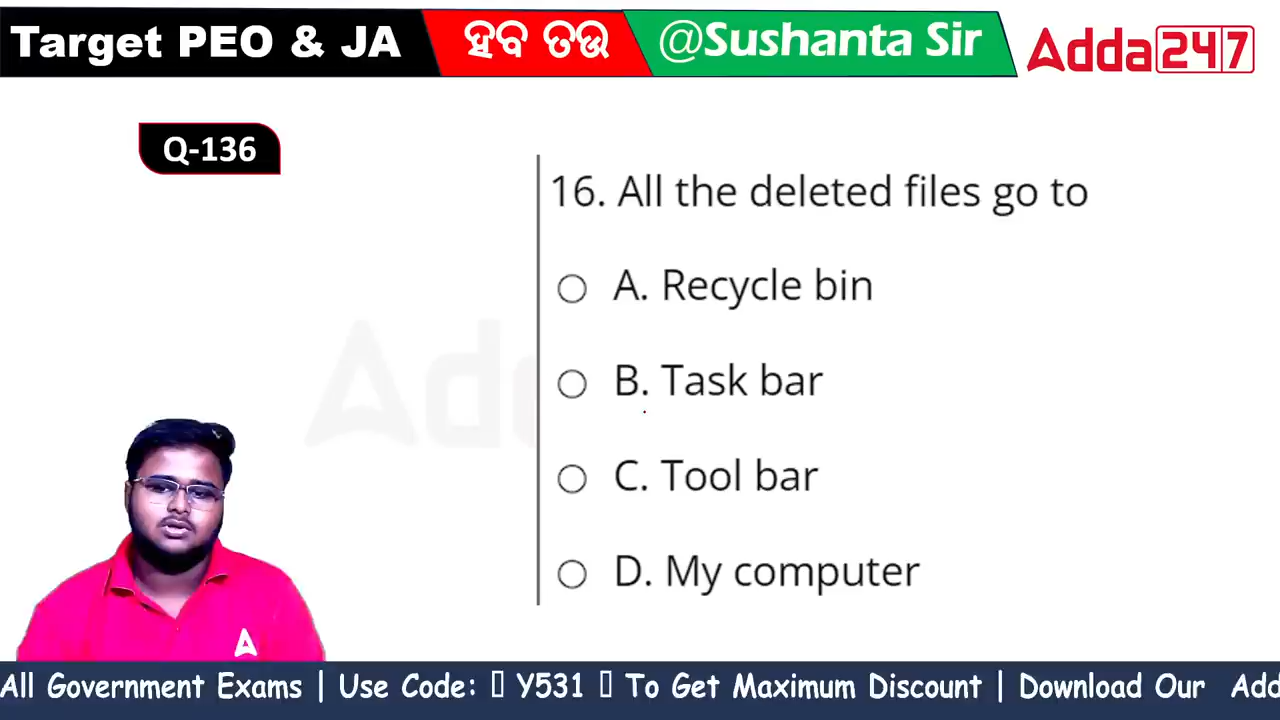 Target PEO & JA ହବ ତଉ @Sushanta Sir Adda247
Q-136
16. All the deleted files go to
A. Recycle bin
B. Task bar
C. Tool bar
D. My computer
All Government Exams | Use Code: Y531 To Get Maximum Discount | Download Our Add